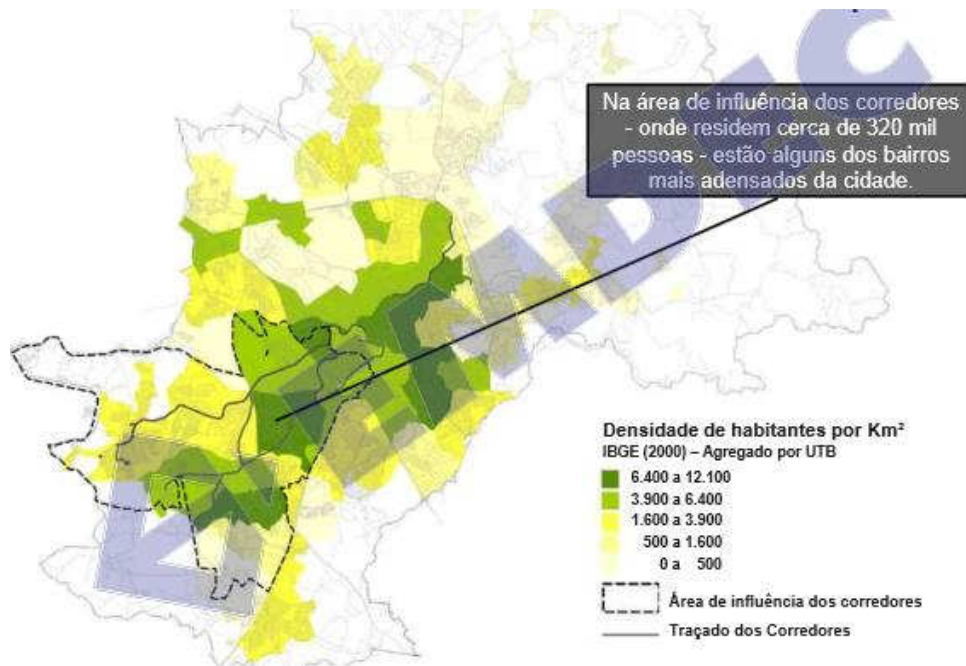 Na área de influência dos corredores
- onde residem cerca de 320 mil
pessoas - estão alguns dos bairros
mais adensados da cidade.
EMDEC
Densidade de habitantes por Km²
IBGE (2000) – Agregado por UTB
6.400 a 12.100
3.900 a 6.400
1.600 a 3.900
500 a 1.600
0 a 500
Área de influência dos corredores
Traçado dos Corredores